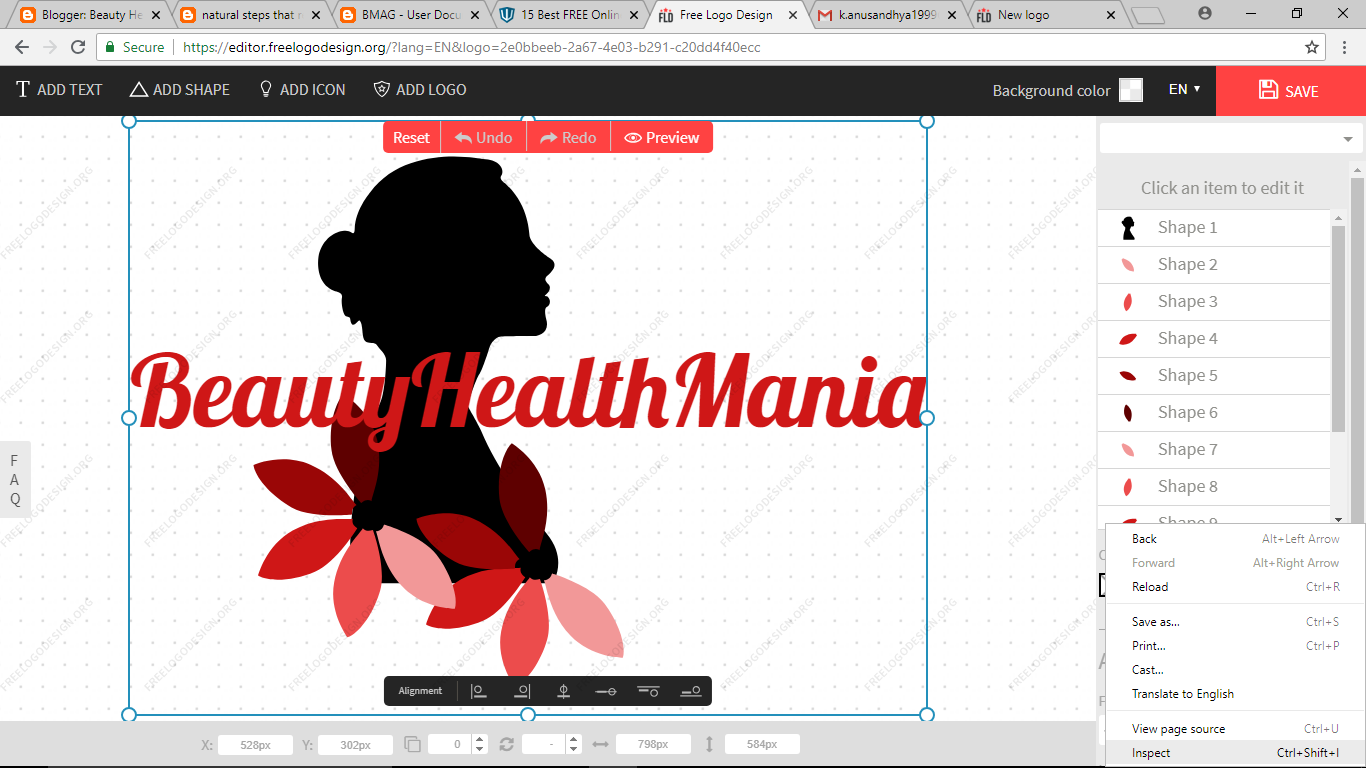 Blogger: Beauty He
natural steps that r
BMAG - User Docu
15 Best FREE Onlin
Free Logo Design
k.anusandhya1999
New logo
Secure https://editor.freelogodesign.org/?lang=EN&logo=2e0bbeeb-2a67-4e03-b291-c20dd4f40ecc
ADD TEXT ADD SHAPE ADD ICON ADD LOGO Background color EN SAVE
Reset Undo Redo Preview
Click an item to edit it
Shape 1
Shape 2
Shape 3
Shape 4
Shape 5
Shape 6
Shape 7
Shape 8
Shape 9
BeautyHealthMania
FREELOGODESIGN.ORG
F
A
Q
Alignment
X: 528px Y: 302px 0 - 798px 584px
Back Alt+Left Arrow
Forward Alt+Right Arrow
Reload Ctrl+R
Save as... Ctrl+S
Print... Ctrl+P
Cast...
Translate to English
View page source Ctrl+U
Inspect Ctrl+Shift+I